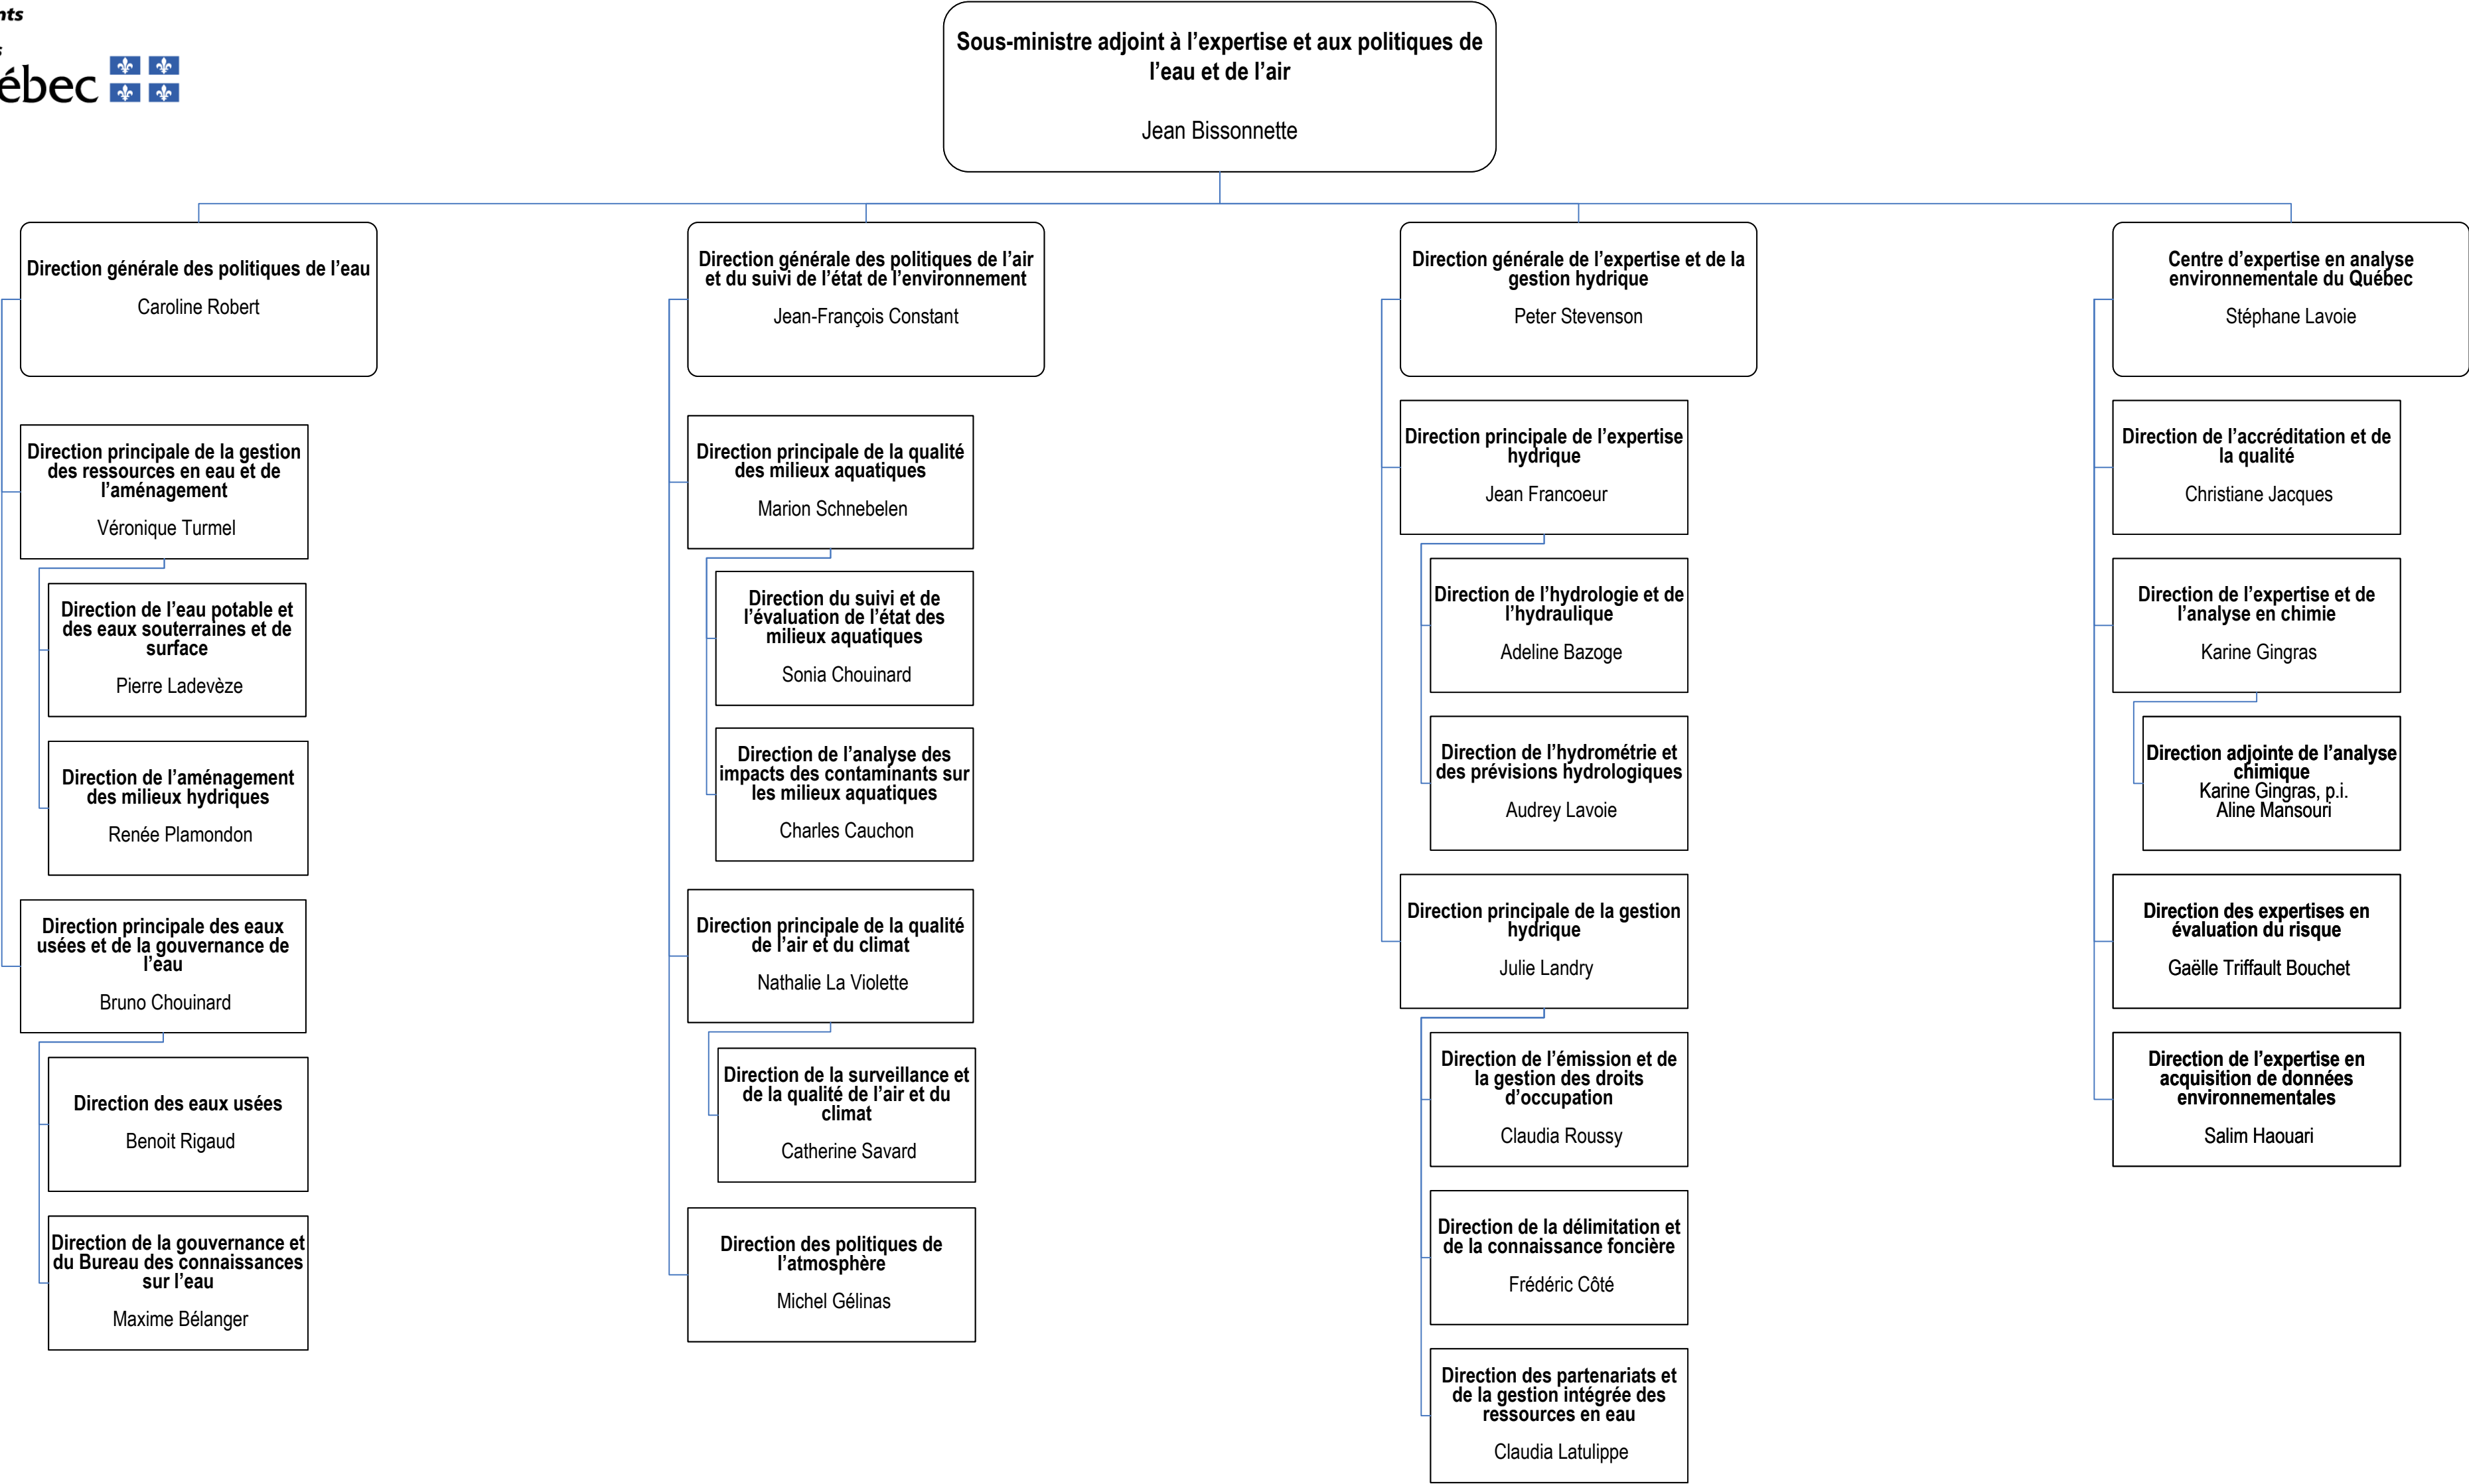 Sous-ministre adjoint à l’expertise et aux politiques de
l’eau et de l’air
Jean Bissonnette
Direction générale des politiques de l’eau
Caroline Robert
Direction principale de la gestion
des ressources en eau et de
l’aménagement
Véronique Turmel
Direction de l’eau potable et
des eaux souterraines et de
surface
Pierre Ladevèze
Direction de l’aménagement
des milieux hydriques
Renée Plamondon
Direction principale des eaux
usées et de la gouvernance de
l’eau
Bruno Chouinard
Direction des eaux usées
Benoit Rigaud
Direction de la gouvernance et
du Bureau des connaissances
sur l’eau
Maxime Bélanger
Direction générale des politiques de l’air
et du suivi de l’état de l’environnement
Jean-François Constant
Direction principale de la qualité
des milieux aquatiques
Marion Schnebelen
Direction du suivi et de
l’évaluation de l’état des
milieux aquatiques
Sonia Chouinard
Direction de l’analyse des
impacts des contaminants sur
les milieux aquatiques
Charles Cauchon
Direction principale de la qualité
de l’air et du climat
Nathalie La Violette
Direction de la surveillance et
de la qualité de l’air et du
climat
Catherine Savard
Direction des politiques de
l’atmosphère
Michel Gélinas
Direction générale de l’expertise et de la
gestion hydrique
Peter Stevenson
Direction principale de l’expertise
hydrique
Jean Francoeur
Direction de l’hydrologie et de
l’hydraulique
Adeline Bazoge
Direction de l’hydrométrie et
des prévisions hydrologiques
Audrey Lavoie
Direction principale de la gestion
hydrique
Julie Landry
Direction de l’émission et de
la gestion des droits
d’occupation
Claudia Roussy
Direction de la délimitation et
de la connaissance foncière
Frédéric Côté
Direction des partenariats et
de la gestion intégrée des
ressources en eau
Claudia Latulippe
Centre d’expertise en analyse
environnementale du Québec
Stéphane Lavoie
Direction de l’accréditation et de
la qualité
Christiane Jacques
Direction de l’expertise et de
l’analyse en chimie
Karine Gingras
Direction adjointe de l’analyse
chimique
Karine Gingras, p.i.
Aline Mansouri
Direction des expertises en
évaluation du risque
Gaëlle Triffault Bouchet
Direction de l’expertise en
acquisition de données
environnementales
Salim Haouari